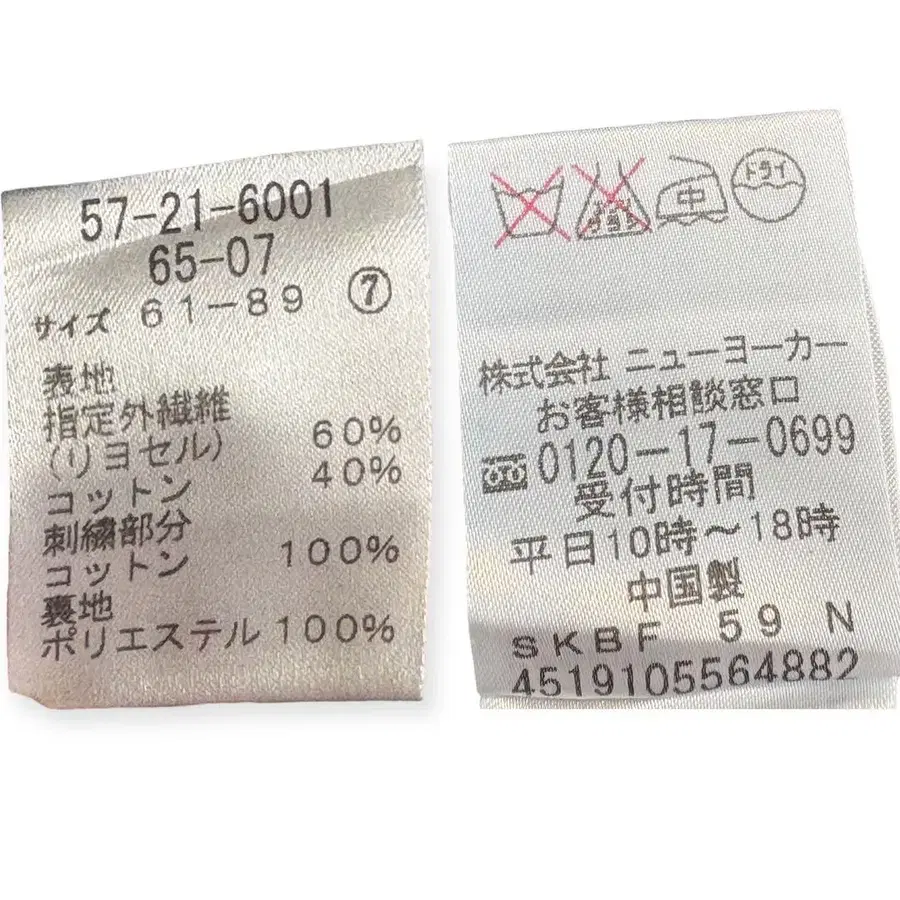 57-21-6001
65-07
サイズ 61-89 ⑦
表地
指定外繊維
(リヨセル) 60%
コットン 40%
刺繍部分
コットン 100%
裏地
ポリエステル 100%
中
ドライ
株式会社 ニューヨーカー
お客様相談窓口
0120-17-0699
受付時間
平日10時〜18時
中国製
SKBF 59 N
4519105564882